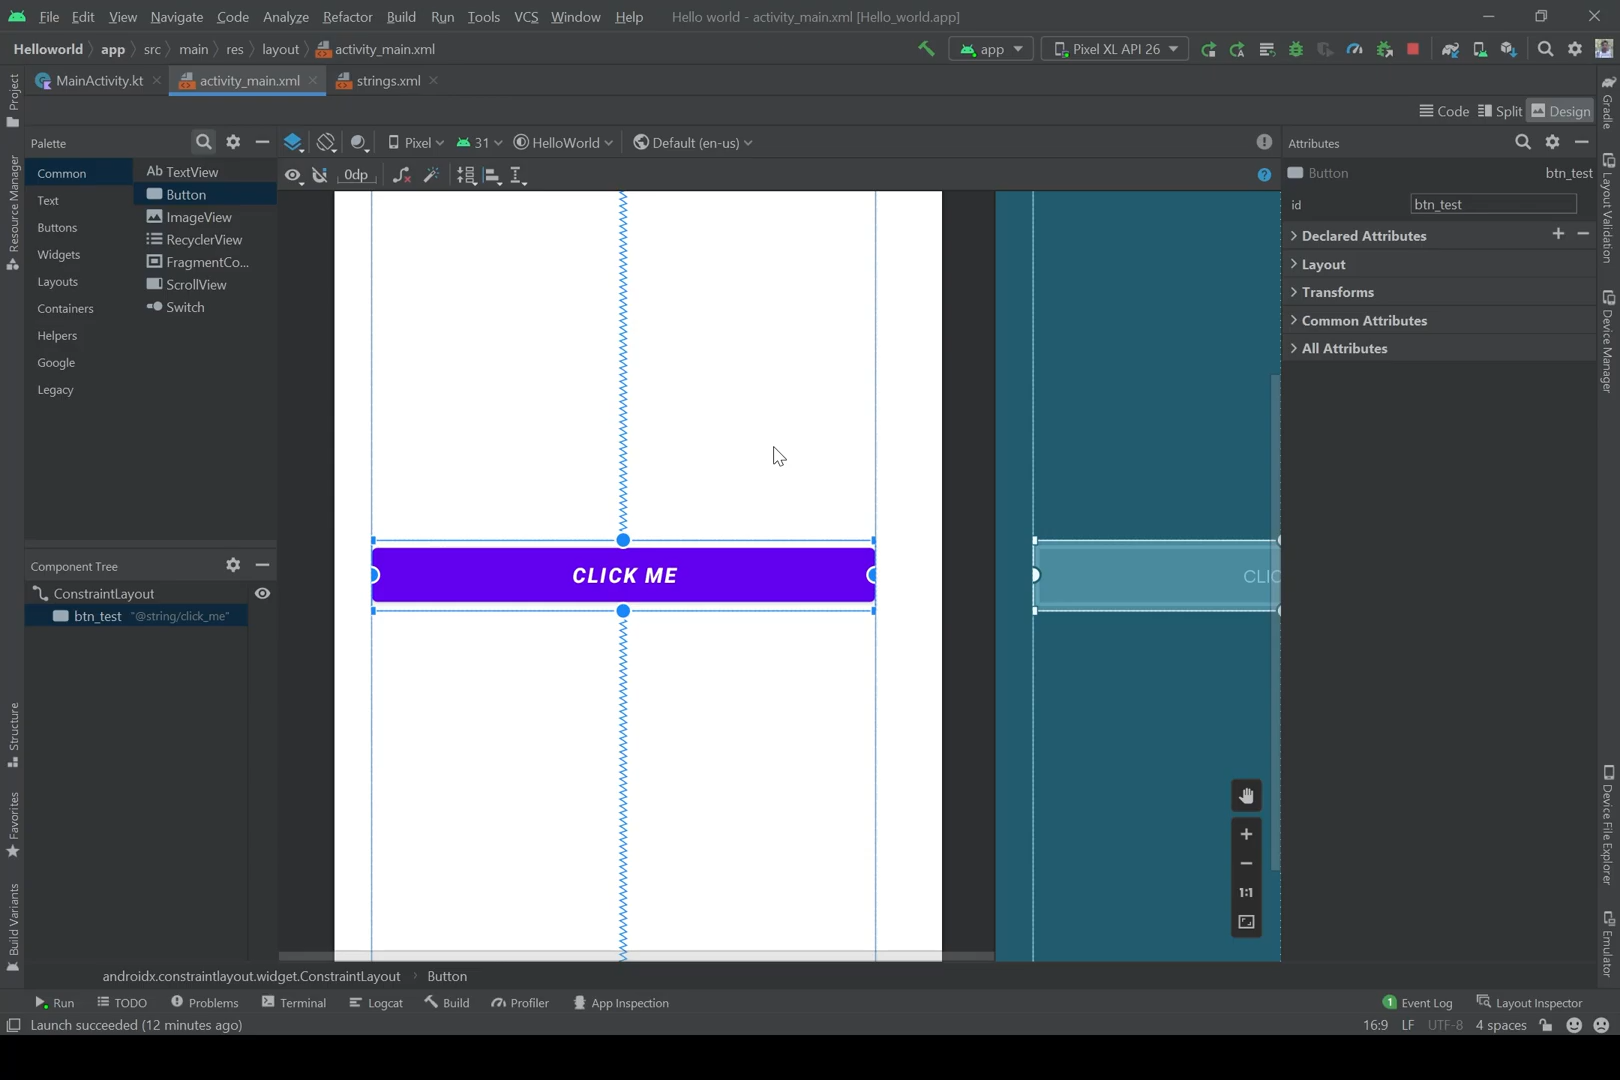 File Edit View Navigate Code Analyze Refactor Build Run Tools VCS Window Help Hello world - activity_main.xml [Hello_world.app]
Helloworld app src main res layout activity_main.xml app Pixel XL API 26
MainActivity.kt activity_main.xml strings.xml
Code Split Design
Palette Pixel 31 HelloWorld Default (en-us) Attributes
0dp
Common
Text
Buttons
Widgets
Layouts
Containers
Helpers
Google
Legacy
Ab TextView
Button
ImageView
RecyclerView
FragmentCo...
ScrollView
Switch
Button btn_test
id btn_test
Declared Attributes
Layout
Transforms
Common Attributes
All Attributes
CLICK ME
CLIC
Component Tree
ConstraintLayout
btn_test "@string/click_me"
1:1
Project
Resource Manager
Structure
Favorites
Build Variants
Gradle
Layout Validation
Device Manager
Device File Explorer
Emulator
androidx.constraintlayout.widget.ConstraintLayout Button
Run TODO Problems Terminal Logcat Build Profiler App Inspection 1 Event Log Layout Inspector
Launch succeeded (12 minutes ago) 16:9 LF UTF-8 4 spaces